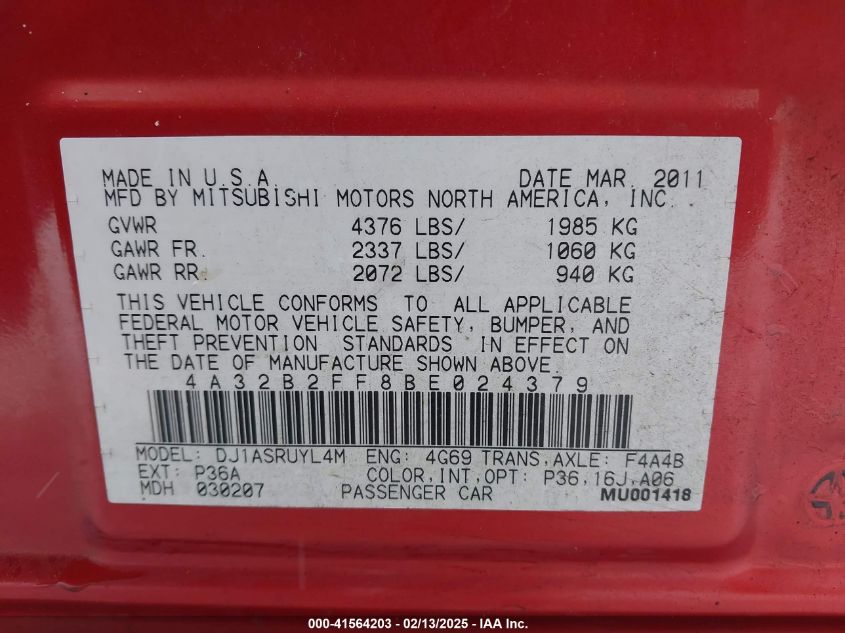 MADE IN U.S.A. DATE MAR. 2011
MFD BY MITSUBISHI MOTORS NORTH AMERICA, INC.
GVWR 4376 LBS/ 1985 KG
GAWR FR. 2337 LBS/ 1060 KG
GAWR RR. 2072 LBS/ 940 KG
THIS VEHICLE CONFORMS TO ALL APPLICABLE
FEDERAL MOTOR VEHICLE SAFETY, BUMPER, AND
THEFT PREVENTION STANDARDS IN EFFECT ON
THE DATE OF MANUFACTURE SHOWN ABOVE.
4A32B2FF8BE024379
MODEL: DJ1ASRUYL4M ENG: 4G69 TRANS,AXLE: F4A4B
EXT: P36A COLOR,INT,OPT: P36,16J,A06
MDH 030207 PASSENGER CAR MU001418
000-41564203 - 02/13/2025 - IAA Inc.